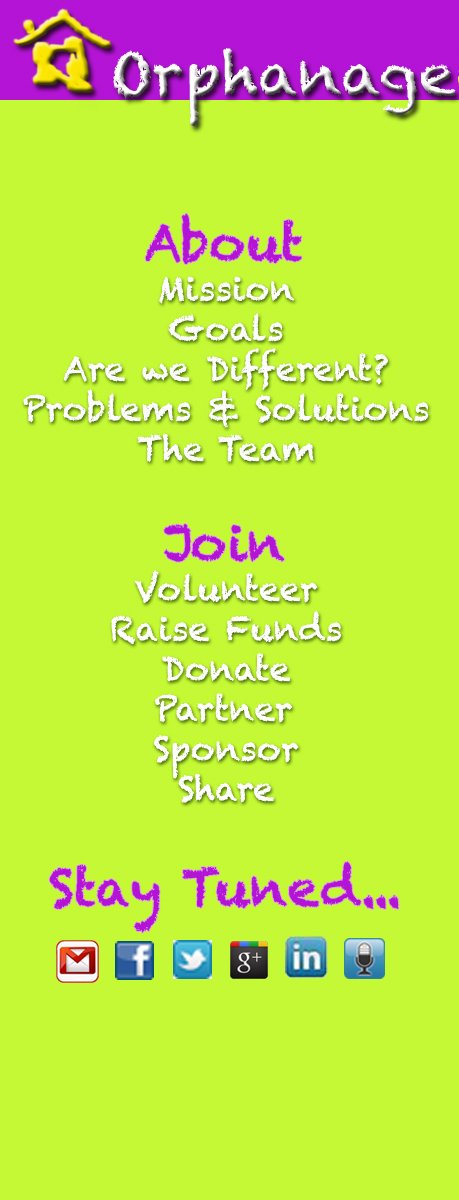 Orphanage
About
Mission
Goals
Are we Different?
Problems & Solutions
The Team
Join
Volunteer
Raise Funds
Donate
Partner
Sponsor
Share
Stay Tuned...
M f g+ in